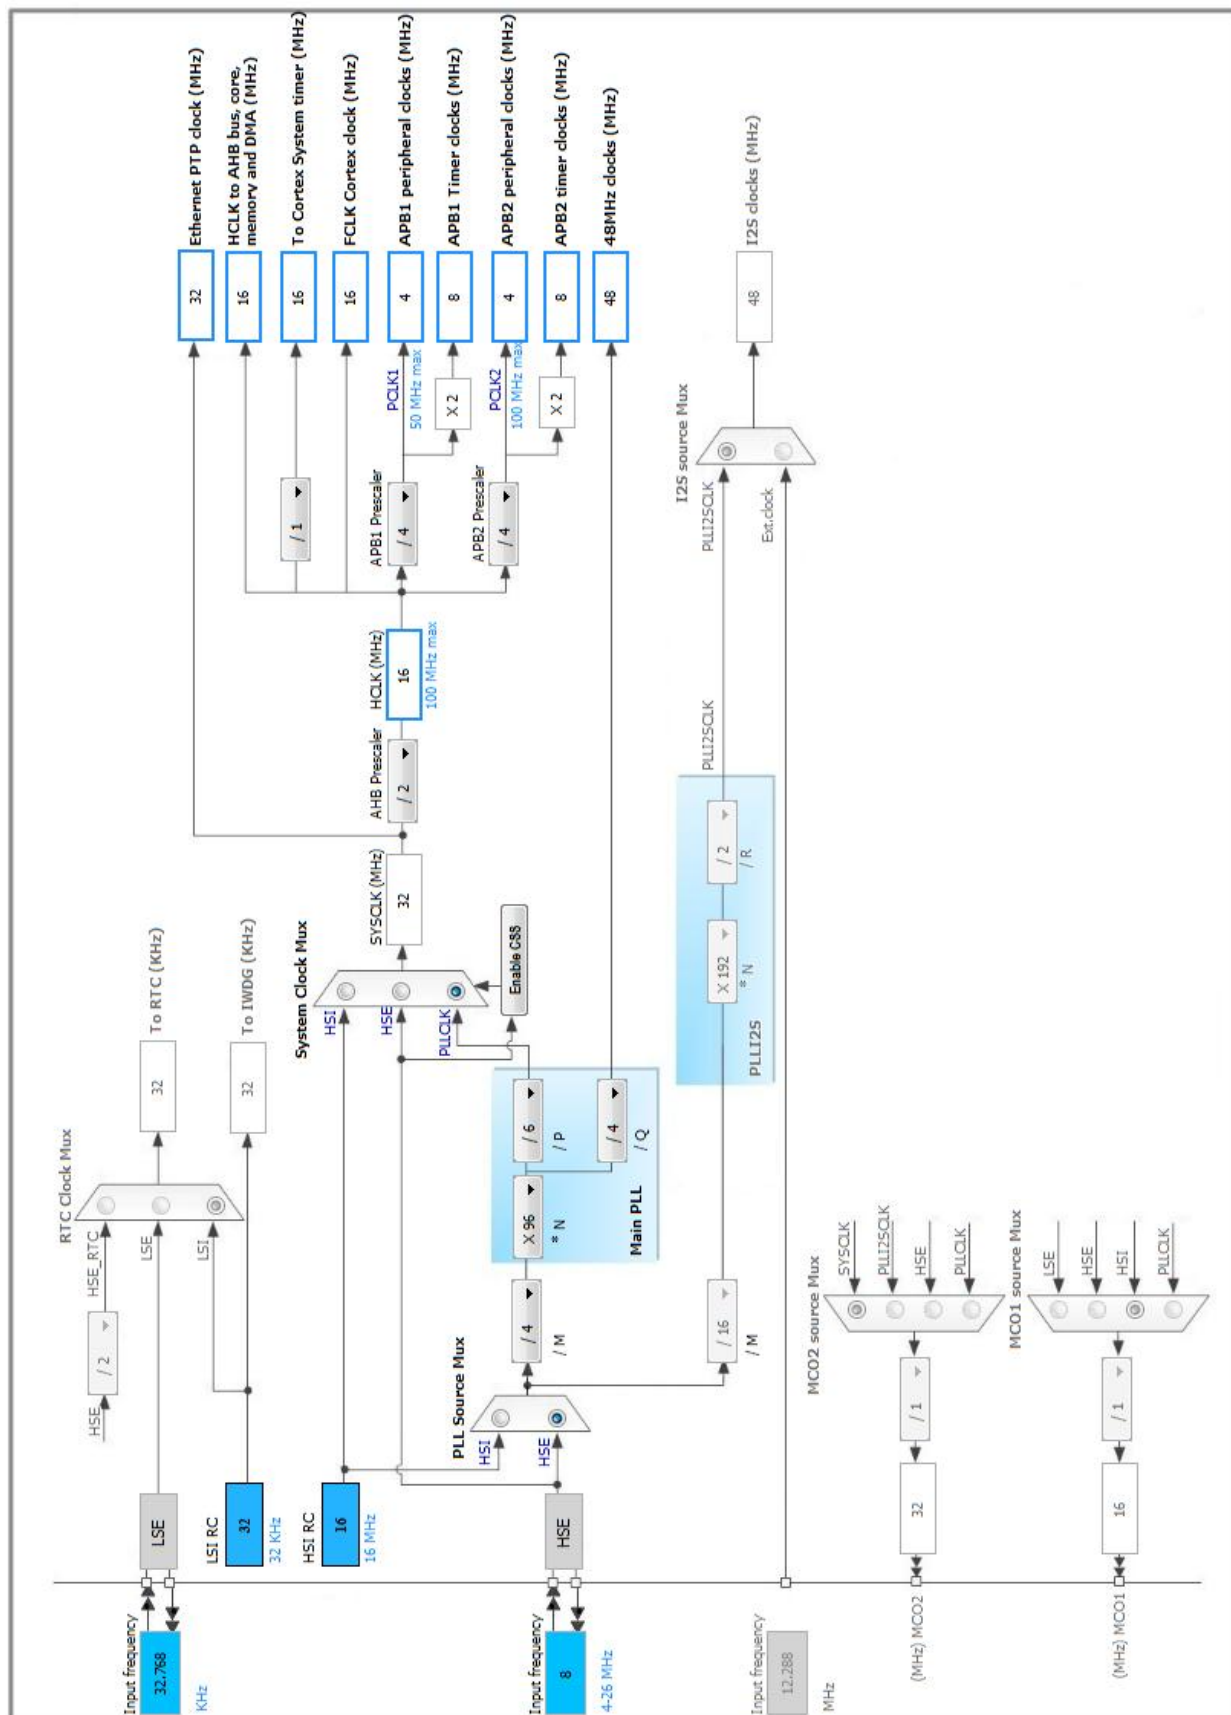 Input frequency
32.768
KHz
LSE
LSI RC
32
32 KHz
HSI RC
16
16 MHz
HSE
/ 2
HSE_RTC
LSE
LSI
RTC Clock Mux
32
To RTC (KHz)
32
To IWDG (KHz)
Input frequency
8
4-26 MHz
HSE
PLL Source Mux
HSI
HSE
/ 4
/ M
X 96
* N
/ 6
/ P
/ 4
/ Q
Main PLL
System Clock Mux
HSI
HSE
PLLCLK
Enable CSS
SYSCLK (MHz)
32
AHB Prescaler
/ 2
HCLK (MHz)
16
100 MHz max
/ 1
APB1 Prescaler
/ 4
APB2 Prescaler
/ 4
PCLK1
50 MHz max
X 2
PCLK2
100 MHz max
X 2
32
Ethernet PTP clock (MHz)
16
HCLK to AHB bus, core,
memory and DMA (MHz)
16
To Cortex System timer (MHz)
16
FCLK Cortex clock (MHz)
4
APB1 peripheral clocks (MHz)
8
APB1 Timer clocks (MHz)
4
APB2 peripheral clocks (MHz)
8
APB2 timer clocks (MHz)
48
48MHz clocks (MHz)
/ 16
/ M
X 192
* N
/ 2
/ R
PLLI2S
PLLI2SCLK
PLLI2SCLK
Ext.clock
I2S source Mux
48
I2S clocks (MHz)
Input frequency
12.288
MHz
(MHz) MCO2
32
/ 1
MCO2 source Mux
SYSCLK
PLLI2SCLK
HSE
PLLCLK
(MHz) MCO1
16
/ 1
MCO1 source Mux
LSE
HSE
HSI
PLLCLK